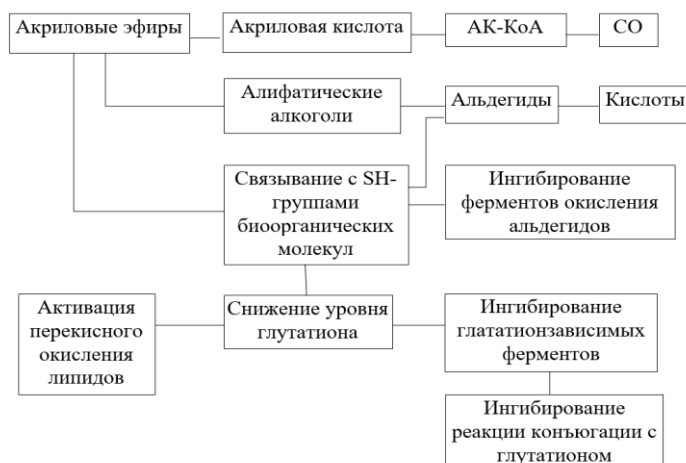 Акриловые эфиры
Акриловая кислота
АК-КоА
СО
Алифатические
алкоголи
Альдегиды
Кислоты
Связывание с SH-
группами
биоорганических
молекул
Ингибирование
ферментов окисления
альдегидов
Активация
перекисного
окисления
липидов
Снижение уровня
глутатиона
Ингибирование
глататионзависимых
ферментов
Ингибирование
реакции конъюгации с
глутатионом